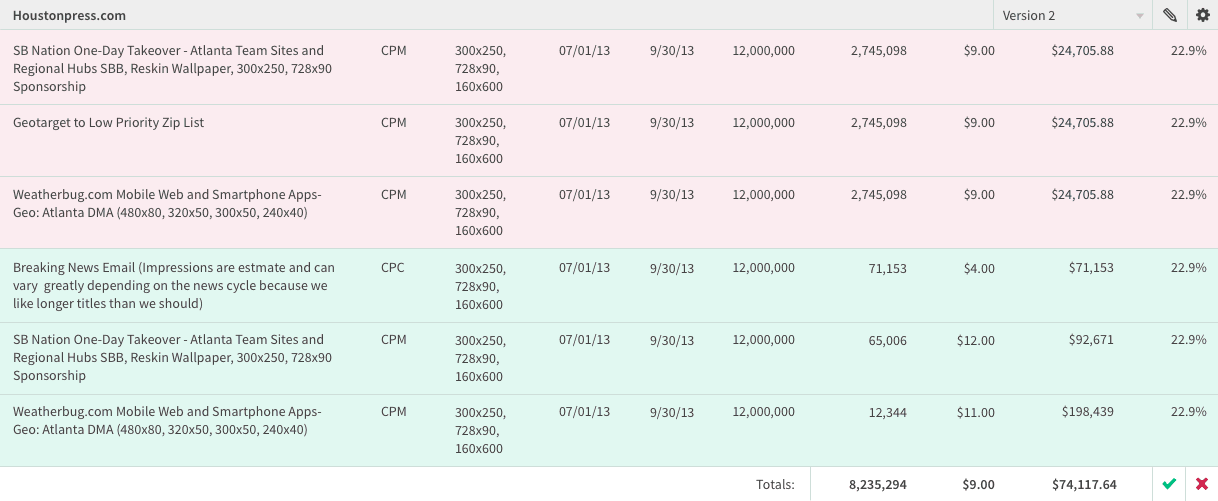 Houstonpress.com Version 2
SB Nation One-Day Takeover - Atlanta Team Sites and CPM 300x250, 07/01/13 9/30/13 12,000,000 2,745,098 $9.00 $24,705.88 22.9%
Regional Hubs SBB, Reskin Wallpaper, 300x250, 728x90 728x90,
Sponsorship 160x600
Geotarget to Low Priority Zip List CPM 300x250, 07/01/13 9/30/13 12,000,000 2,745,098 $9.00 $24,705.88 22.9%
728x90,
160x600
Weatherbug.com Mobile Web and Smartphone Apps- CPM 300x250, 07/01/13 9/30/13 12,000,000 2,745,098 $9.00 $24,705.88 22.9%
Geo: Atlanta DMA (480x80, 320x50, 300x50, 240x40) 728x90,
160x600
Breaking News Email (Impressions are estmate and can CPC 300x250, 07/01/13 9/30/13 12,000,000 71,153 $4.00 $71,153 22.9%
vary greatly depending on the news cycle because we 728x90,
like longer titles than we should) 160x600
SB Nation One-Day Takeover - Atlanta Team Sites and CPM 300x250, 07/01/13 9/30/13 12,000,000 65,006 $12.00 $92,671 22.9%
Regional Hubs SBB, Reskin Wallpaper, 300x250, 728x90 728x90,
Sponsorship 160x600
Weatherbug.com Mobile Web and Smartphone Apps- CPM 300x250, 07/01/13 9/30/13 12,000,000 12,344 $11.00 $198,439 22.9%
Geo: Atlanta DMA (480x80, 320x50, 300x50, 240x40) 728x90,
160x600
Totals: 8,235,294 $9.00 $74,117.64